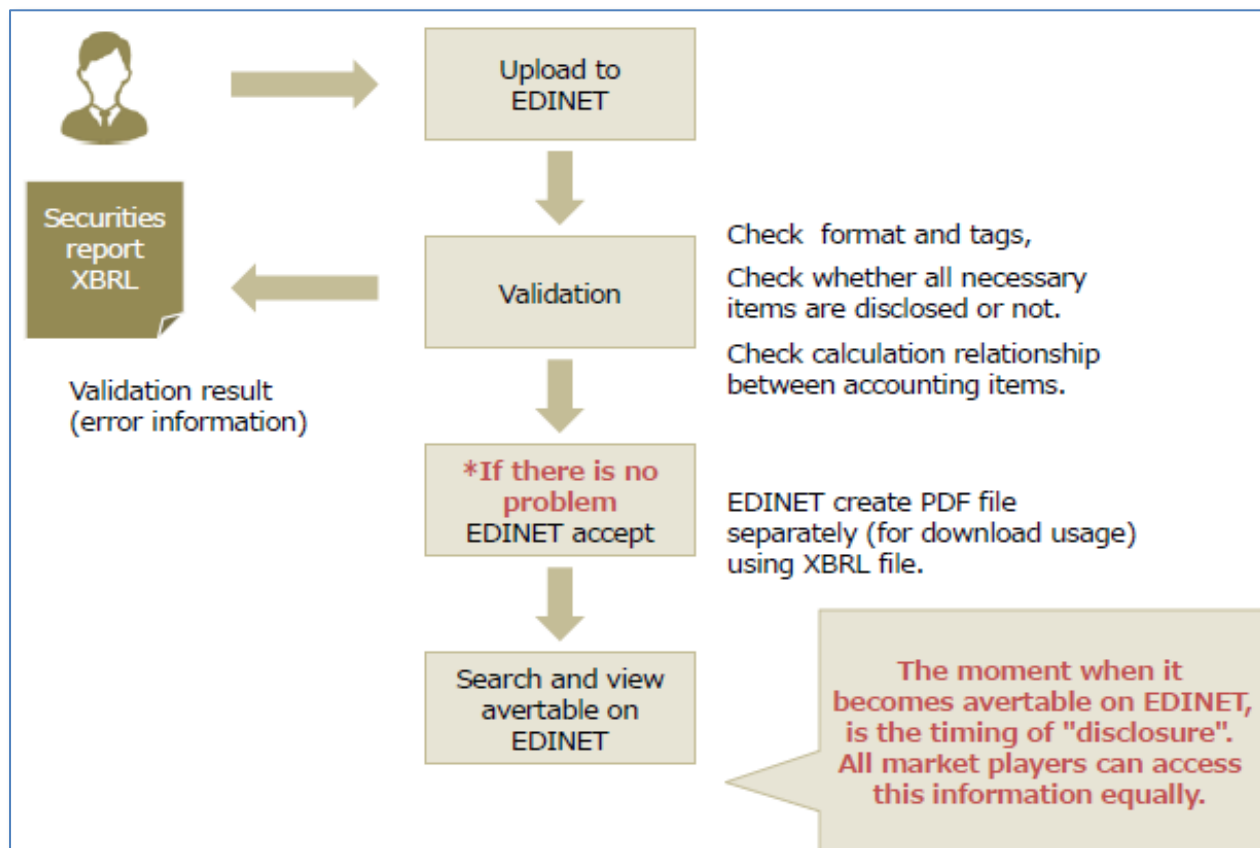 Upload to
EDINET
Securities
report
XBRL
Validation
Check format and tags,
Check whether all necessary
items are disclosed or not.
Check calculation relationship
between accounting items.
Validation result
(error information)
*If there is no
problem
EDINET accept
EDINET create PDF file
separately (for download usage)
using XBRL file.
Search and view
avertable on
EDINET
The moment when it
becomes avertable on EDINET,
is the timing of "disclosure".
All market players can access
this information equally.